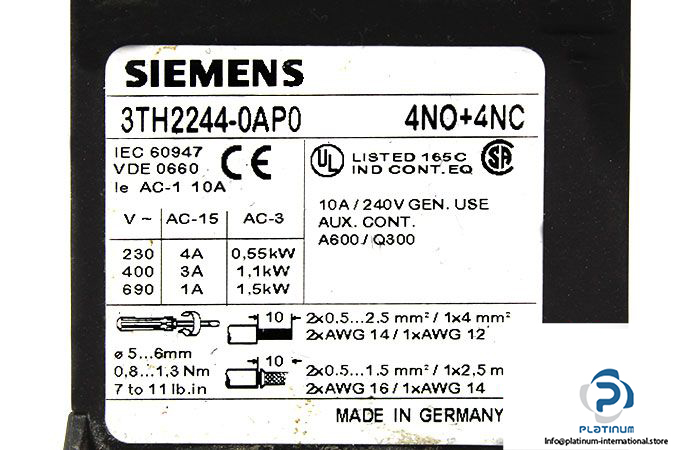 SIEMENS
3TH2244-0AP0 4NO+4NC
IEC 60947
VDE 0660
Ie AC-1 10A
CE
UL LISTED 165C
IND CONT. EQ
SA
V ~ AC-15 AC-3
230 4A 0,55kW
400 3A 1,1kW
690 1A 1,5kW
10A / 240V GEN. USE
AUX. CONT.
A600 / Q300
10
2x0.5...2.5 mm² / 1x4 mm²
2xAWG 14 / 1xAWG 12
ø 5...6mm
0,8...1.3 Nm
7 to 11 lb.in
10
2x0.5...1.5 mm² / 1x2,5 m
2xAWG 16 / 1xAWG 14
MADE IN GERMANY
PLATINUM
INTERNATIONAL
info@platinum-international.store